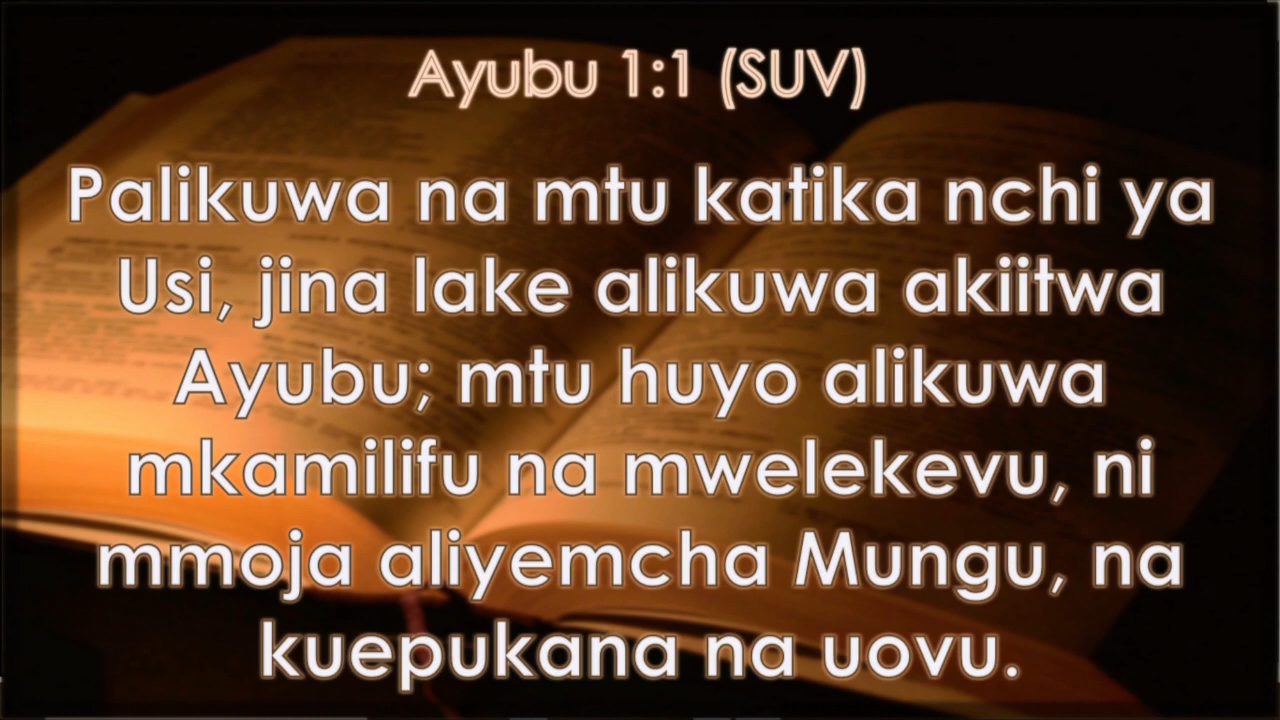 Ayubu 1:1 (SUV)
Palikuwa na mtu katika nchi ya
Usi, jina lake alikuwa akiitwa
Ayubu; mtu huyo alikuwa
mkamilifu na mwelekevu, ni
mmoja aliyemcha Mungu, na
kuepukana na uovu.